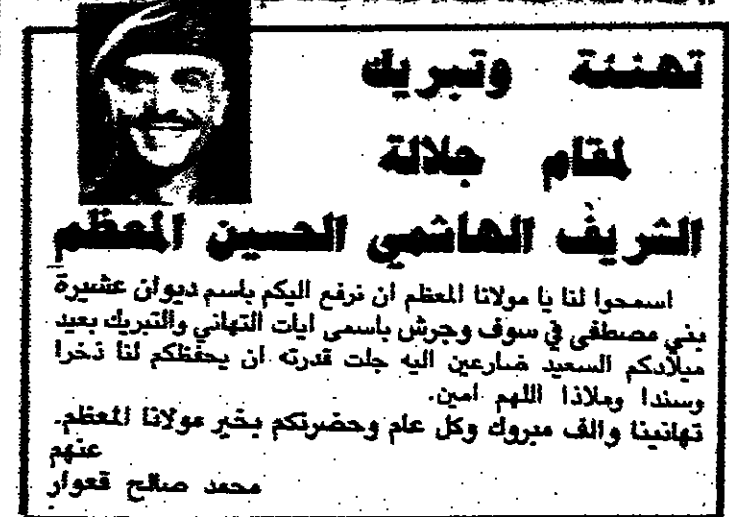 تهنئة وتبريك
لمقام جلالة
الشريف الهاشمي الحسين المعظم
اسمحوا لنا يا مولانا المعظم ان نرفع اليكم باسم ديوان عشيرة
بني مصطفى في سوف وجرش باسمى ايات التهاني والتبريك بعيد
ميلادكم السعيد ضارعين اليه جلت قدرته ان يحفظكم لنا ذخرا
وسندا وملاذا اللهم امين.
تهانينا والف مبروك وكل عام وحضرتكم بخير مولانا المعظم.
عنهم
محمد صالح قعوار